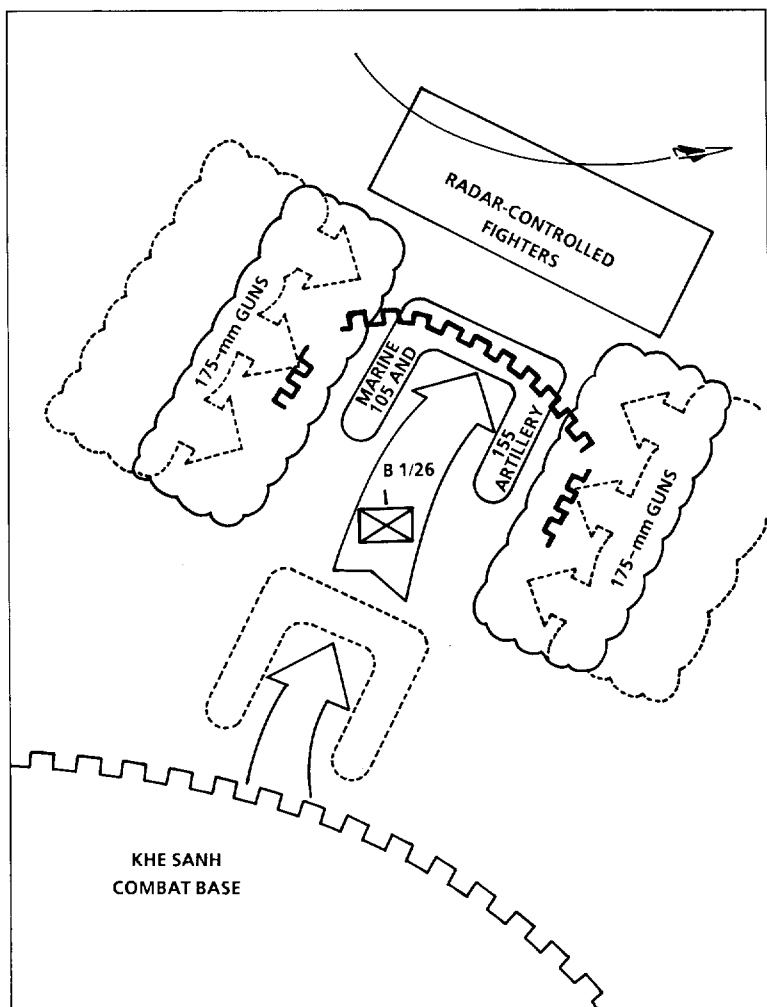 RADAR-CONTROLLED
FIGHTERS
175-mm GUNS
MARINE
105 AND
155
ARTILLERY
B 1/26
175-mm GUNS
KHE SANH
COMBAT BASE